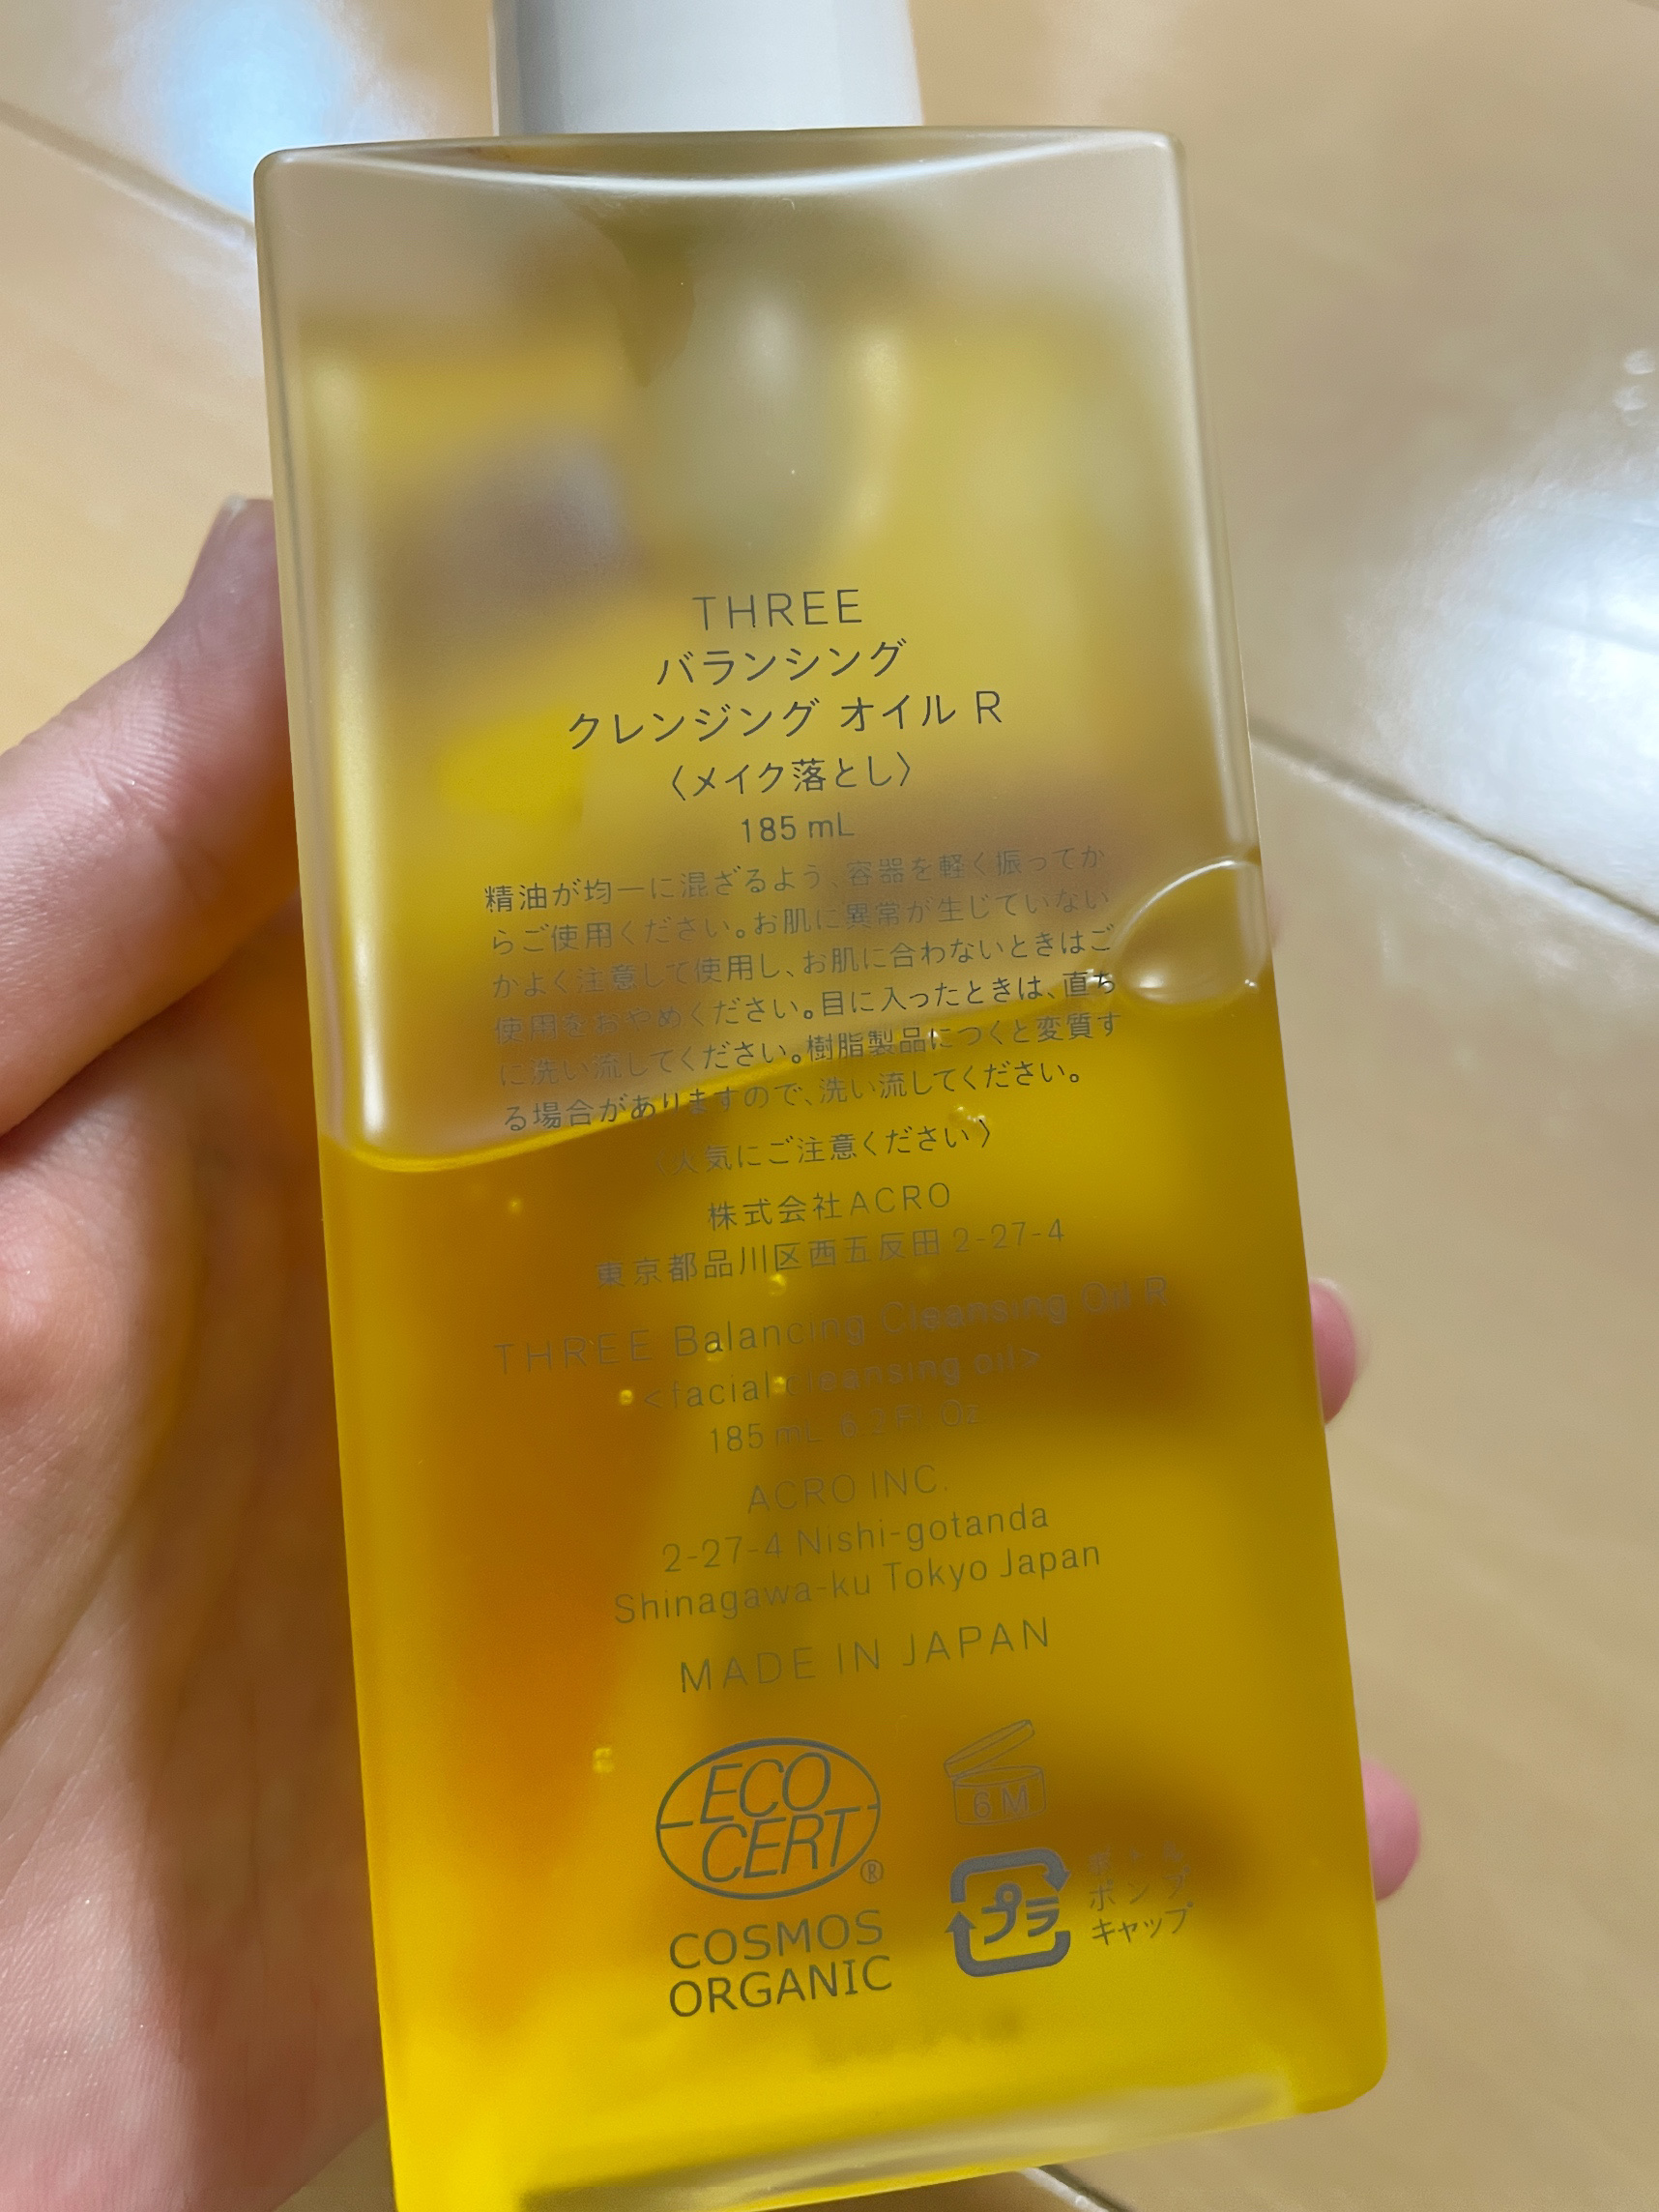 THREE
バランシング
クレンジング オイル R
〈メイク落とし〉
185 mL
精油が均一に混ざるよう、容器を軽く振ってか
らご使用ください。お肌に異常が生じていない
かよく注意して使用し、お肌に合わないときはご
使用をおやめください。目に入ったときは、直ち
に洗い流してください。樹脂製品につくと変質す
る場合がありますので、洗い流してください。
〈火気にご注意ください〉
株式会社ACRO
東京都品川区西五反田 2-27-4
THREE Balancing Cleansing Oil R
<facial cleansing oil>
185 mL 6.2 Fl. Oz.
ACRO INC.
2-27-4 Nishi-gotanda
Shinagawa-ku Tokyo Japan
MADE IN JAPAN
ECO
CERT®
COSMOS
ORGANIC
6 M
プラ
ボトル
ポンプ
キャップ